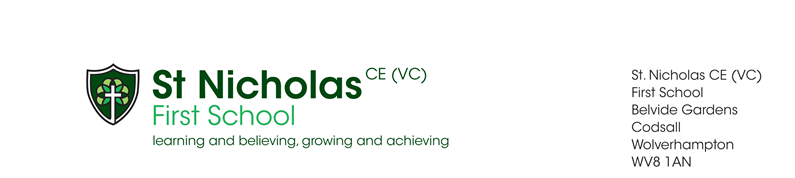 St Nicholas CE (VC)
First School
learning and believing, growing and achieving
St. Nicholas CE (VC)
First School
Belvide Gardens
Codsall
Wolverhampton
WV8 1AN